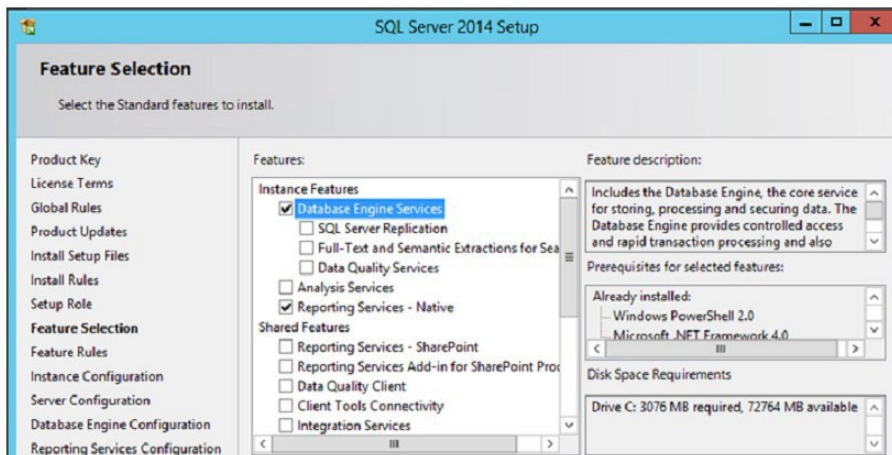 SQL Server 2014 Setup
Feature Selection
Select the Standard features to install.
Product Key
License Terms
Global Rules
Product Updates
Install Setup Files
Install Rules
Setup Role
Feature Selection
Feature Rules
Instance Configuration
Server Configuration
Database Engine Configuration
Reporting Services Configuration
Features:
Instance Features
Database Engine Services
SQL Server Replication
Full-Text and Semantic Extractions for Sea
Data Quality Services
Analysis Services
Reporting Services - Native
Shared Features
Reporting Services - SharePoint
Reporting Services Add-in for SharePoint Proc
Data Quality Client
Client Tools Connectivity
Integration Services
Feature description:
Includes the Database Engine, the core service
for storing, processing and securing data. The
Database Engine provides controlled access
and rapid transaction processing and also
Prerequisites for selected features:
Already installed:
Windows PowerShell 2.0
Microsoft .NET Framework 4.0
Disk Space Requirements
Drive C: 3076 MB required, 72764 MB available